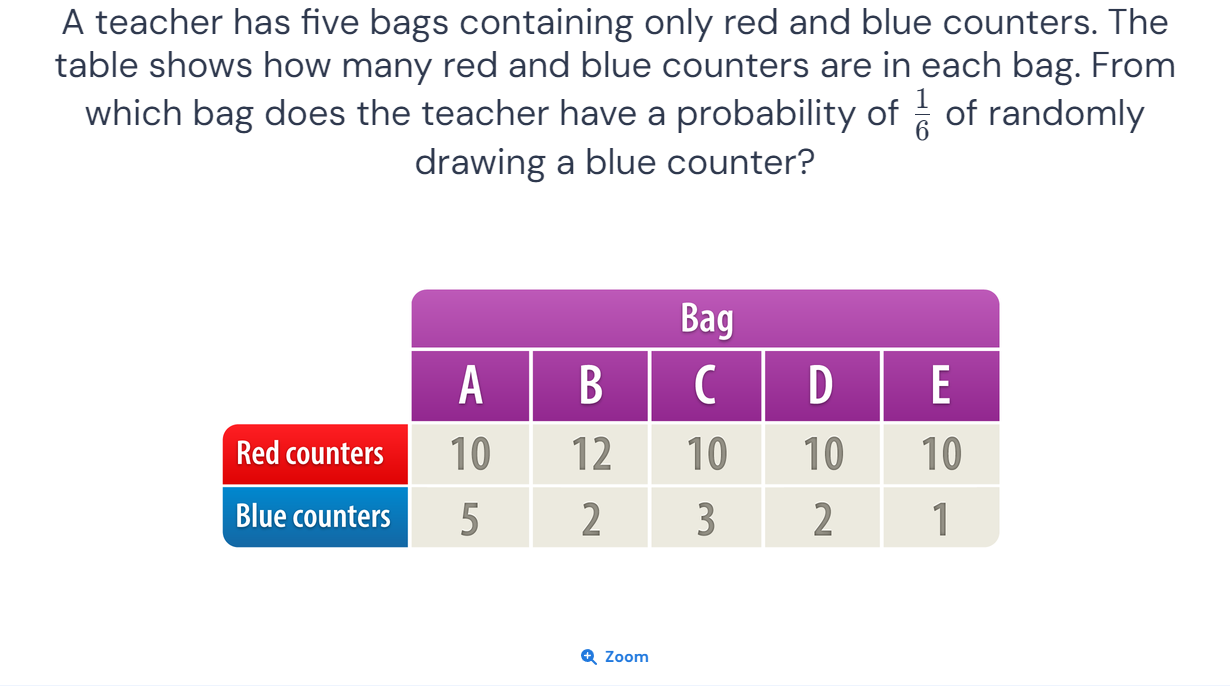 A teacher has five bags containing only red and blue counters. The
table shows how many red and blue counters are in each bag. From
which bag does the teacher have a probability of 1/6 of randomly
drawing a blue counter?
Bag
A B C D E
Red counters 10 12 10 10 10
Blue counters 5 2 3 2 1
Zoom